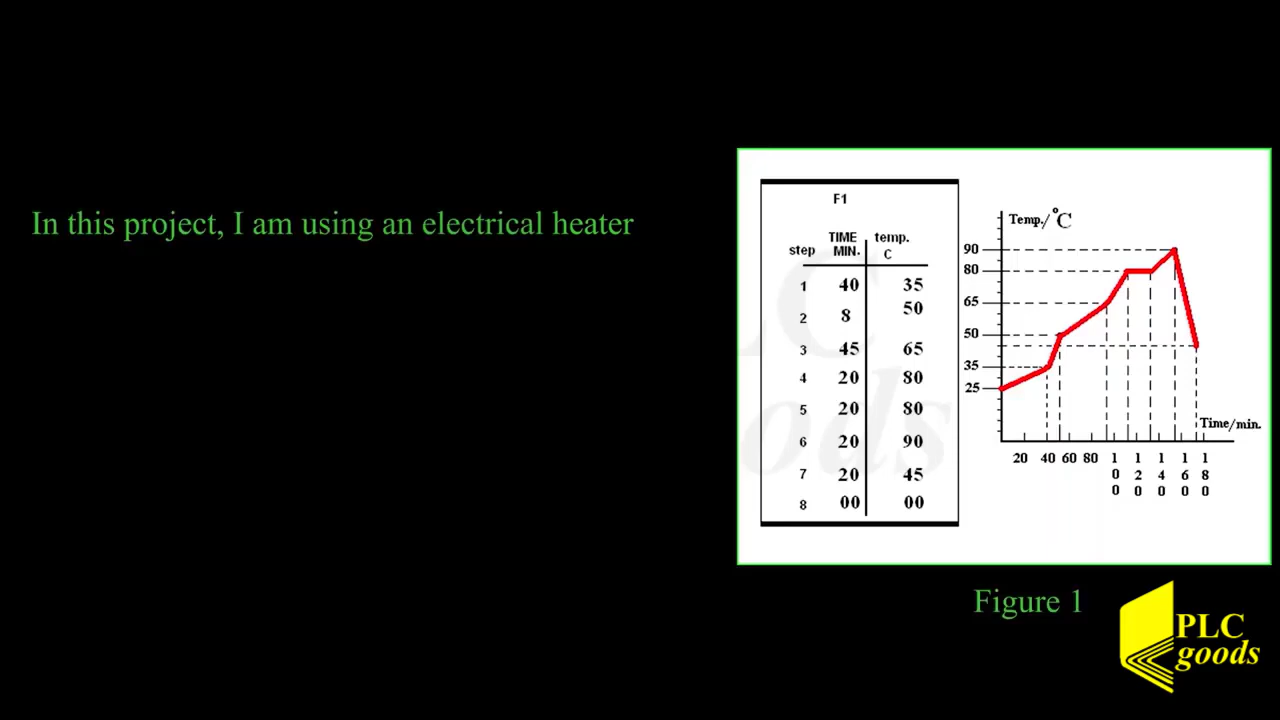 In this project, I am using an electrical heater
F1
step TIME MIN. temp. C
1 40 35
2 8 50
3 45 65
4 20 80
5 20 80
6 20 90
7 20 45
8 00 00
Temp./°C
90
80
65
50
35
25
Time/min.
20 40 60 80 100 120 140 160 180
Figure 1
PLC
goods